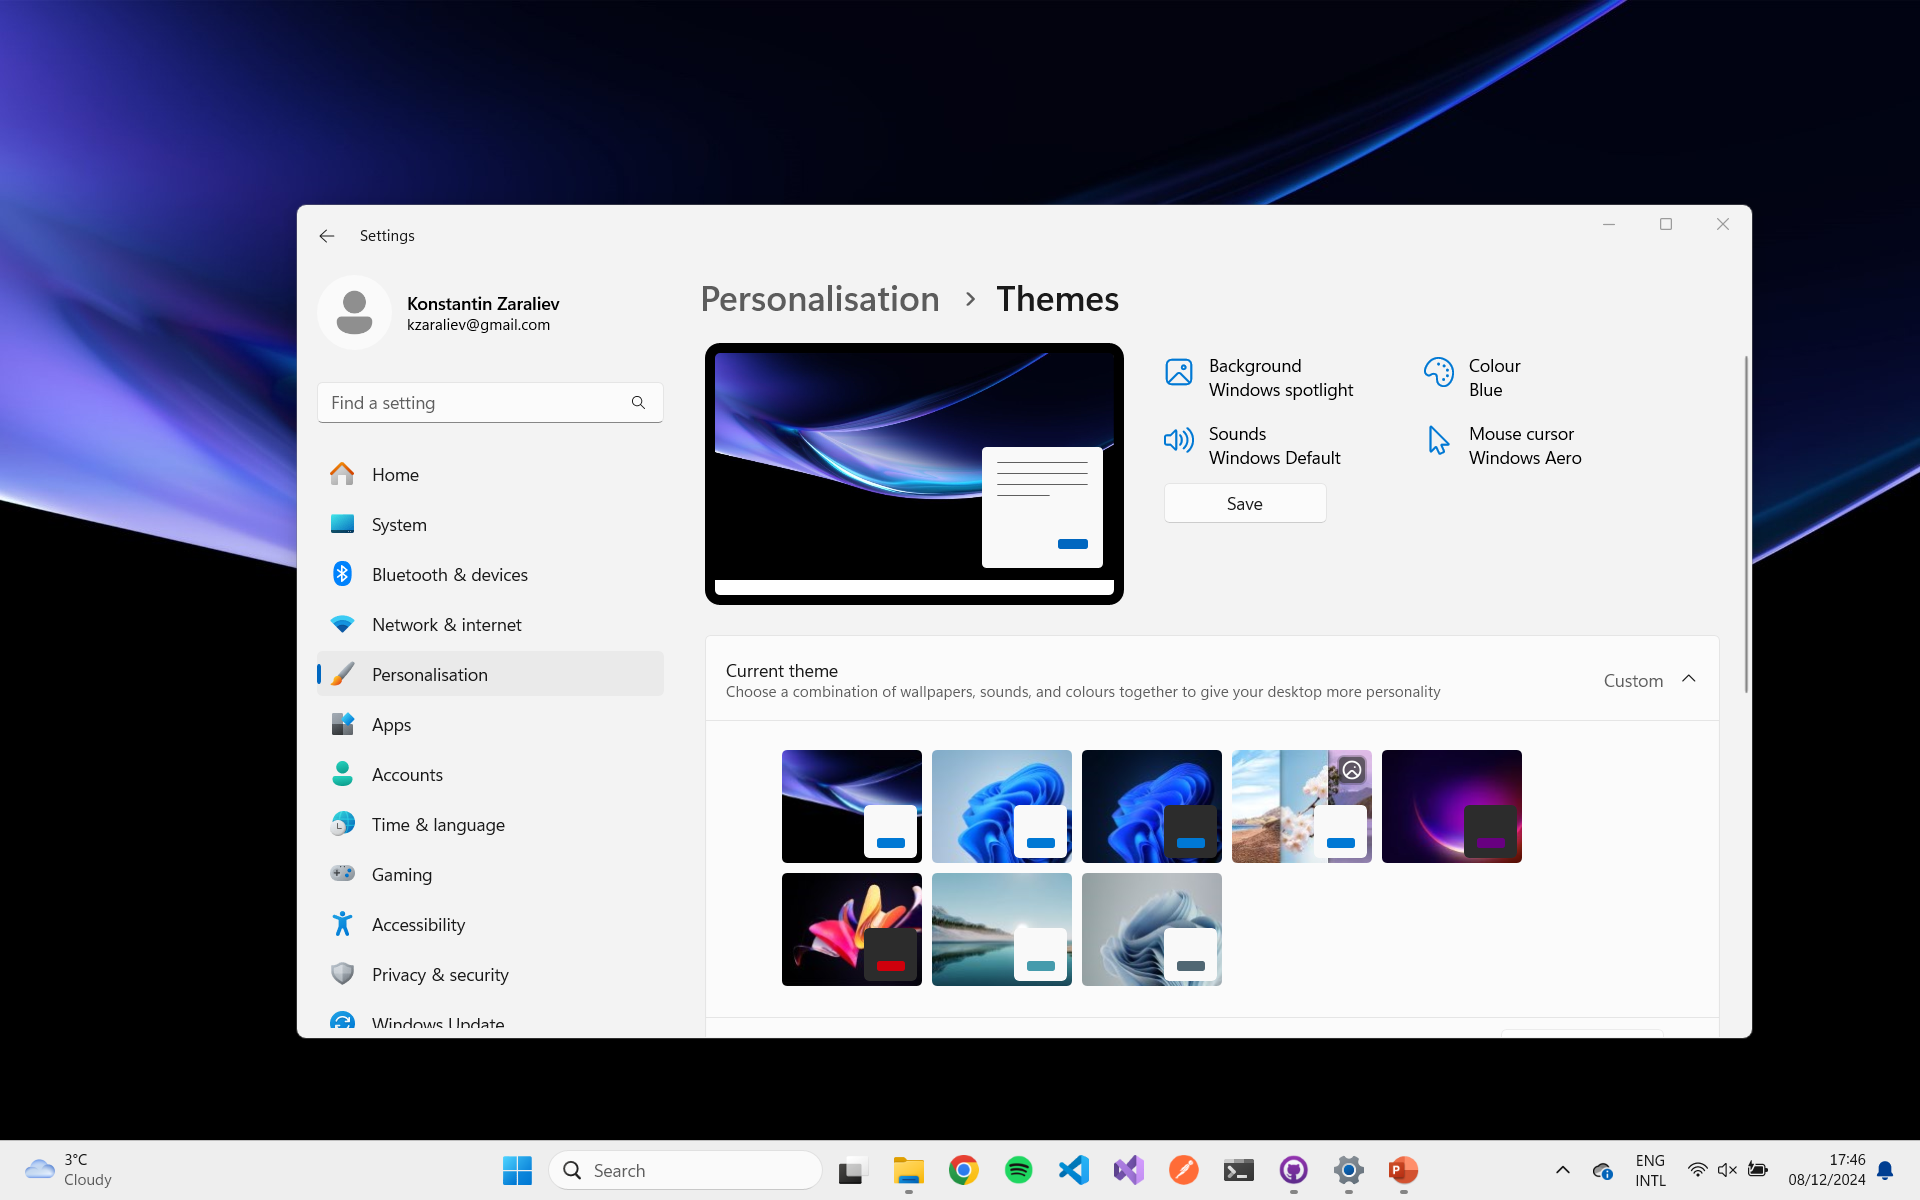 Settings
Konstantin Zaraliev
kzaraliev@gmail.com
Find a setting
Home
System
Bluetooth & devices
Network & internet
Personalisation
Apps
Accounts
Time & language
Gaming
Accessibility
Privacy & security
Windows Update
Personalisation > Themes
Background
Windows spotlight
Colour
Blue
Sounds
Windows Default
Mouse cursor
Windows Aero
Save
Current theme
Choose a combination of wallpapers, sounds, and colours together to give your desktop more personality
Custom
3°C
Cloudy
Search
ENG
INTL
17:46
08/12/2024